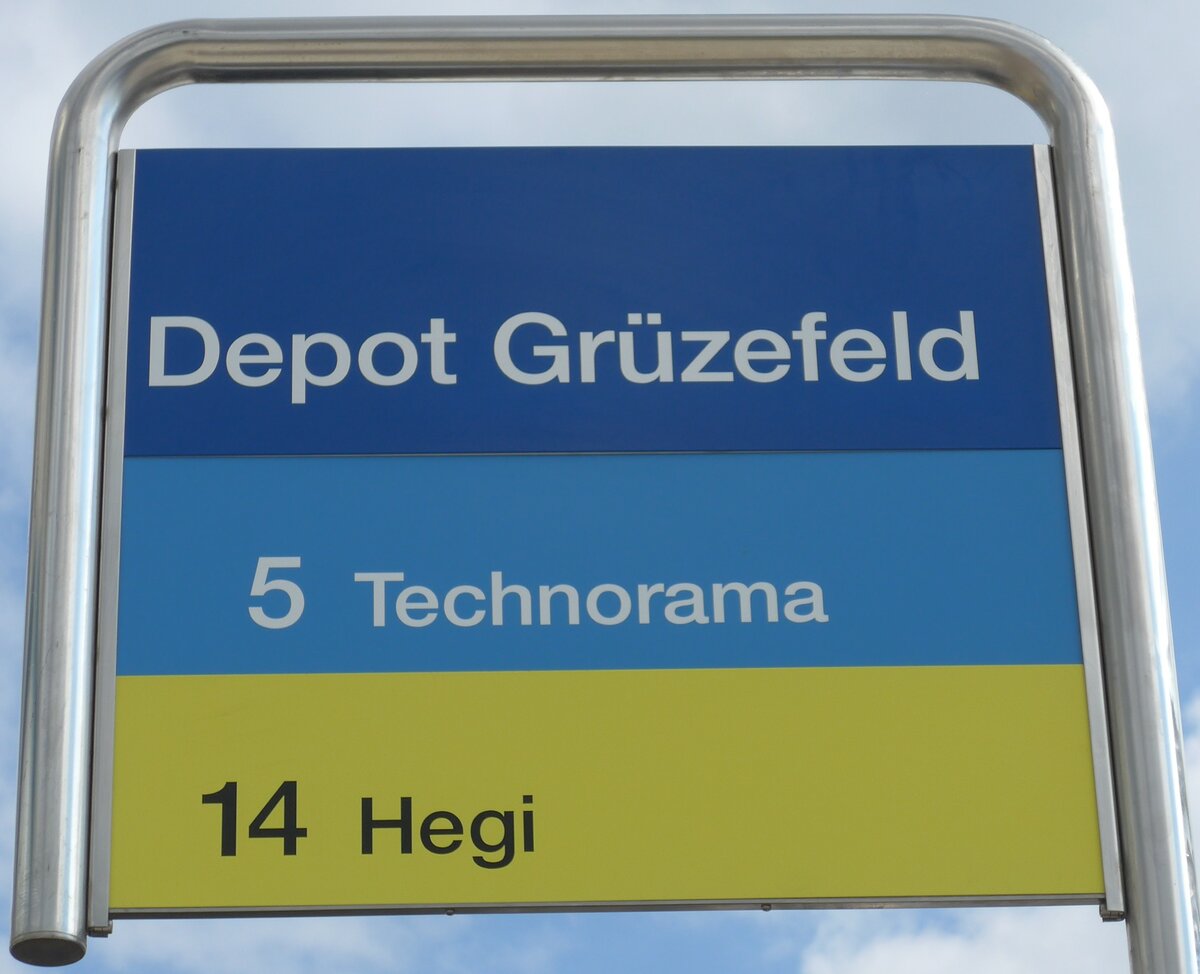 Depot Grüzefeld
5 Technorama
14 Hegi